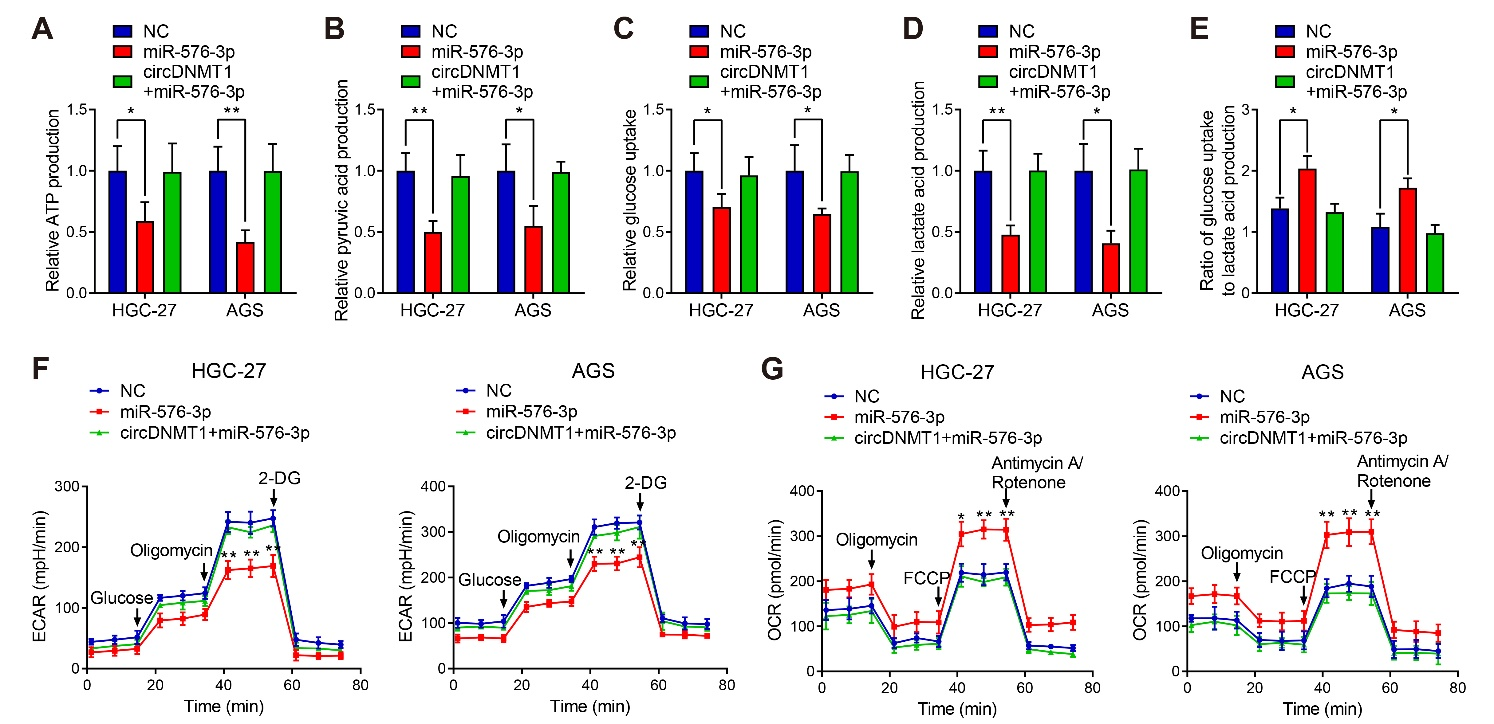 A
NC
miR-576-3p
circDNMT1
+miR-576-3p
Relative ATP production
1.5
1.0
0.5
0.0
*
**
HGC-27
AGS
B
NC
miR-576-3p
circDNMT1
+miR-576-3p
Relative pyruvic acid production
1.5
1.0
0.5
0.0
**
*
HGC-27
AGS
C
NC
miR-576-3p
circDNMT1
+miR-576-3p
Relative glucose uptake
1.5
1.0
0.5
0.0
*
*
HGC-27
AGS
D
NC
miR-576-3p
circDNMT1
+miR-576-3p
Relative lactate acid production
1.5
1.0
0.5
0.0
**
*
HGC-27
AGS
E
NC
miR-576-3p
circDNMT1
+miR-576-3p
Ratio of glucose uptake
to lactate acid production
3
2
1
0
*
*
HGC-27
AGS
F
HGC-27
NC
miR-576-3p
circDNMT1+miR-576-3p
ECAR (mpH/min)
300
200
100
0
Glucose
Oligomycin
2-DG
** ** **
0 20 40 60 80
Time (min)
AGS
NC
miR-576-3p
circDNMT1+miR-576-3p
ECAR (mpH/min)
400
300
200
100
0
Glucose
Oligomycin
2-DG
** ** **
0 20 40 60 80
Time (min)
G
HGC-27
NC
miR-576-3p
circDNMT1+miR-576-3p
OCR (pmol/min)
400
300
200
100
0
Oligomycin
FCCP
Antimycin A/
Rotenone
* ** **
0 20 40 60 80
Time (min)
AGS
NC
miR-576-3p
circDNMT1+miR-576-3p
OCR (pmol/min)
400
300
200
100
0
Oligomycin
FCCP
Antimycin A/
Rotenone
** ** **
0 20 40 60 80
Time (min)